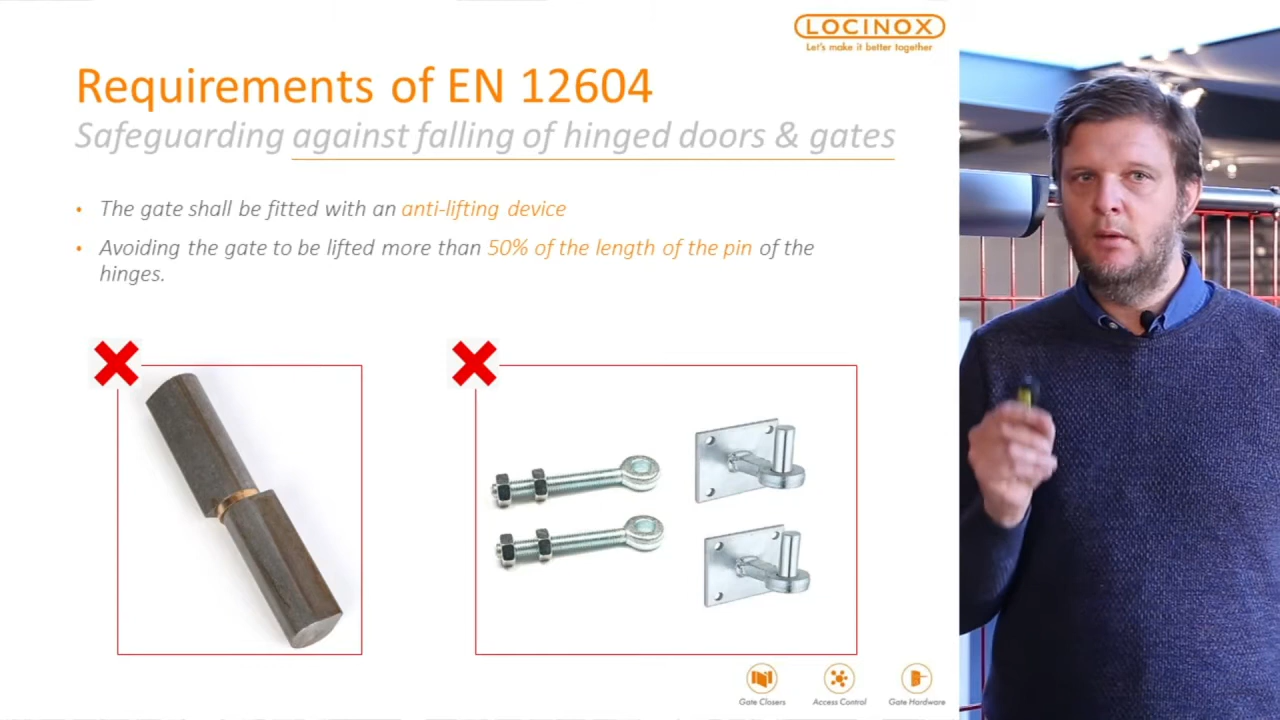 LOCINOX
Let's make it better together
Requirements of EN 12604
Safeguarding against falling of hinged doors & gates
• The gate shall be fitted with an anti-lifting device
• Avoiding the gate to be lifted more than 50% of the length of the pin of the
hinges.
Gate Closers
Access Control
Gate Hardware